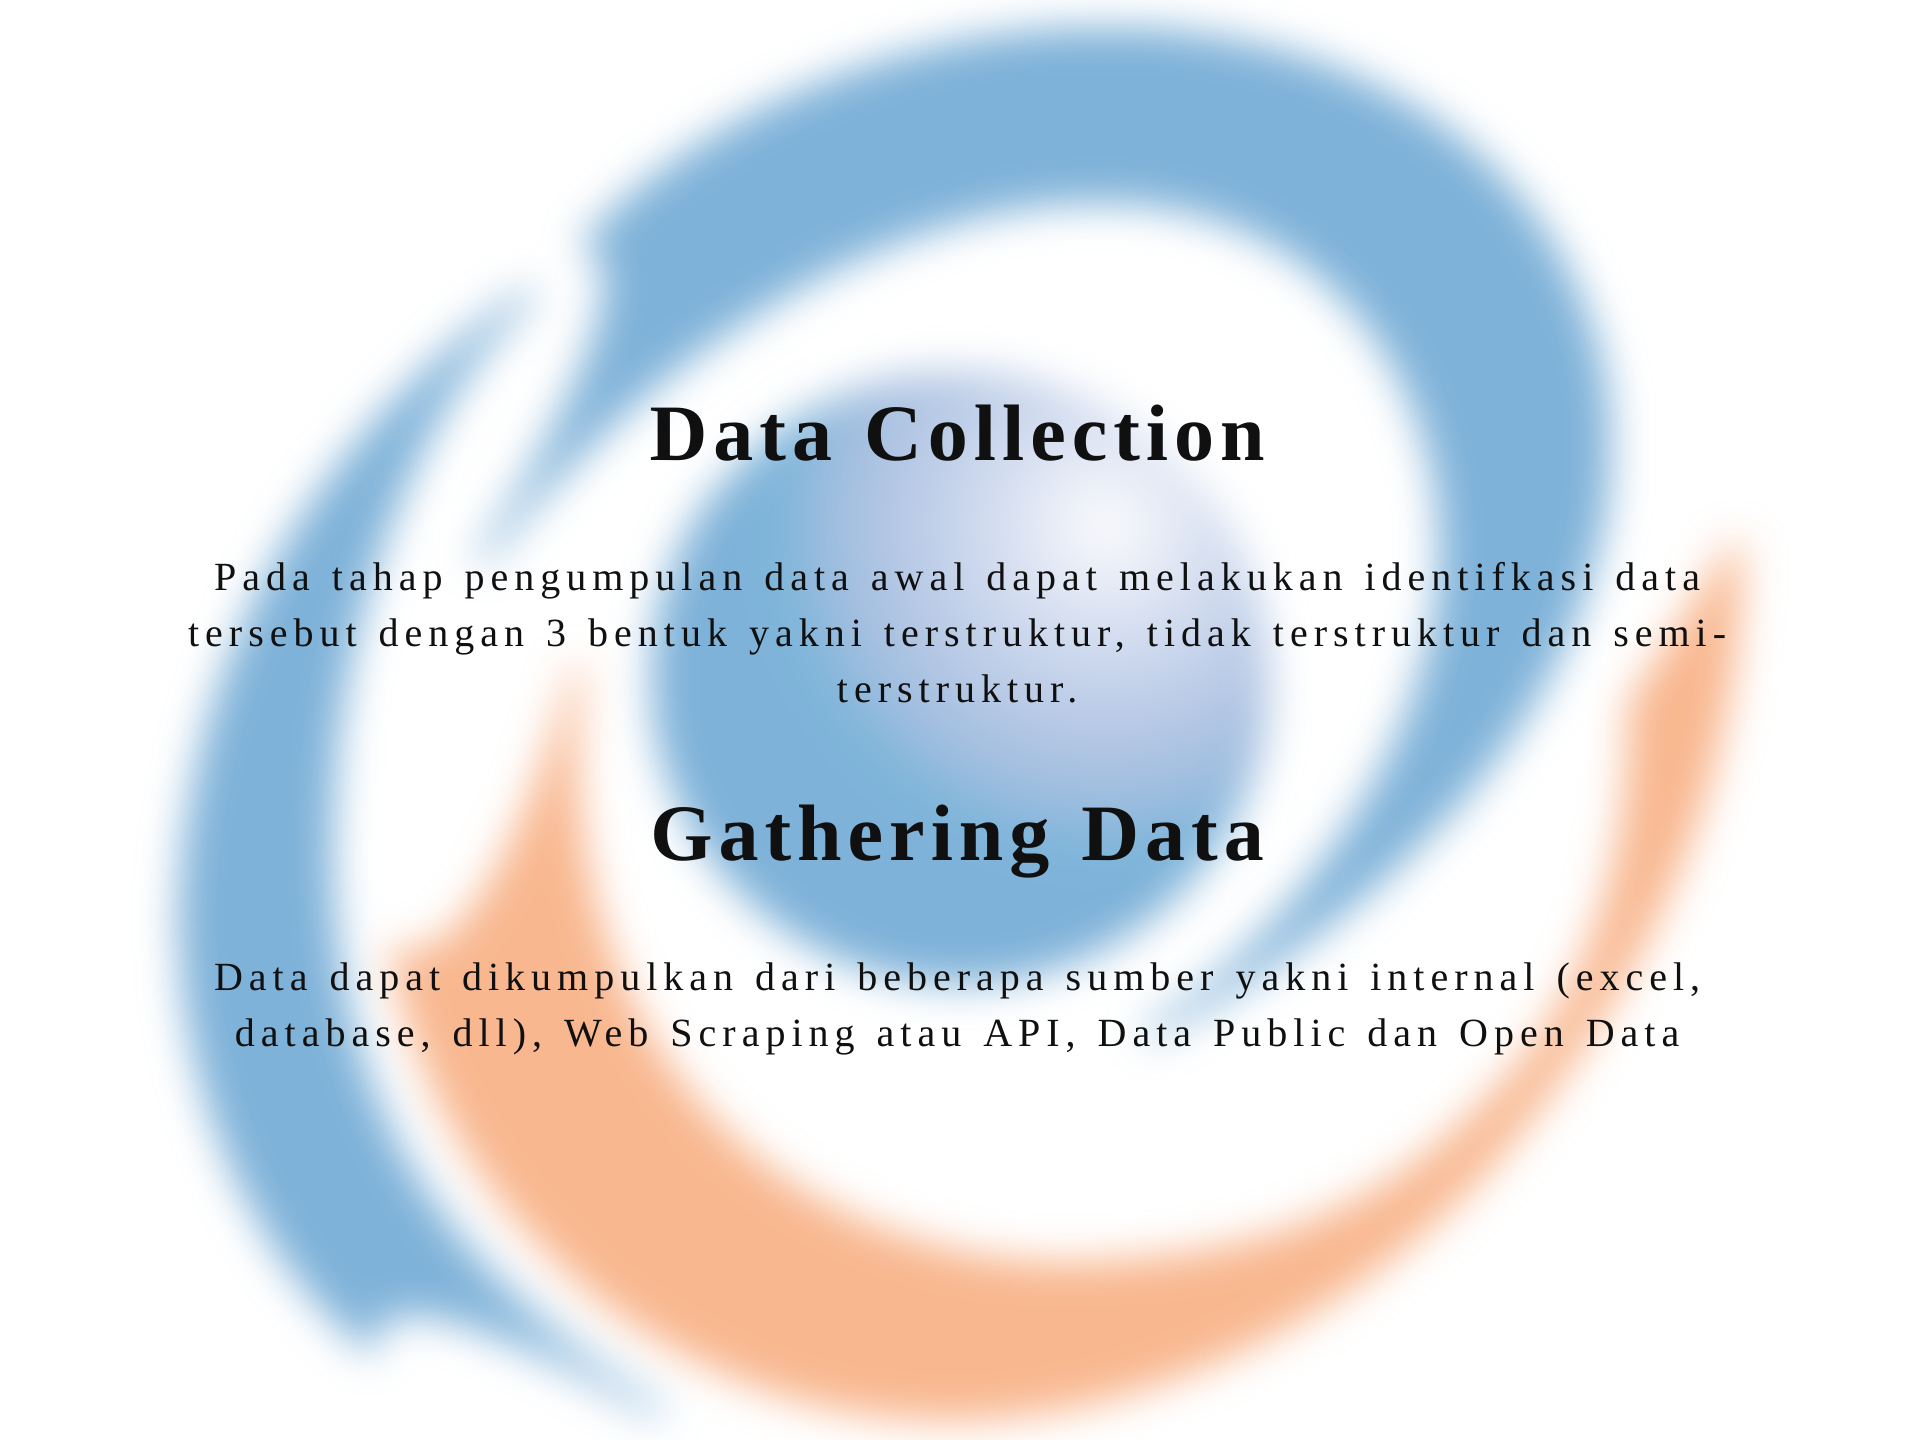 Data Collection
Pada tahap pengumpulan data awal dapat melakukan identifkasi data
tersebut dengan 3 bentuk yakni terstruktur, tidak terstruktur dan semi-
terstruktur.
Gathering Data
Data dapat dikumpulkan dari beberapa sumber yakni internal (excel,
database, dll), Web Scraping atau API, Data Public dan Open Data